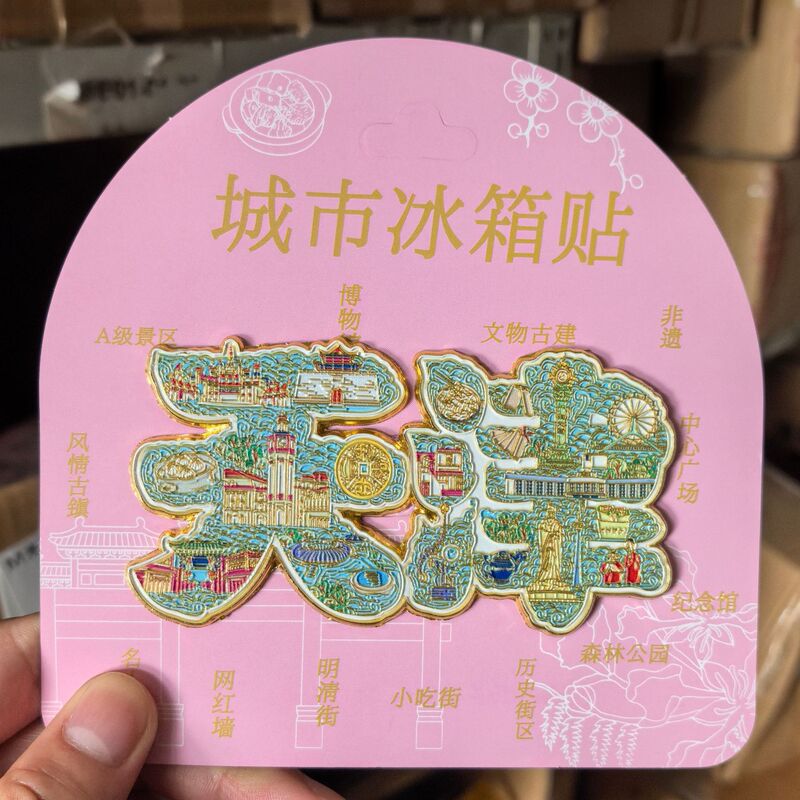 城市冰箱贴
A级景区
博物
文物古建
非遗
天津
风情古镇
中心广场
纪念馆
森林公园
名
网红墙
明清街
小吃街
历史街区